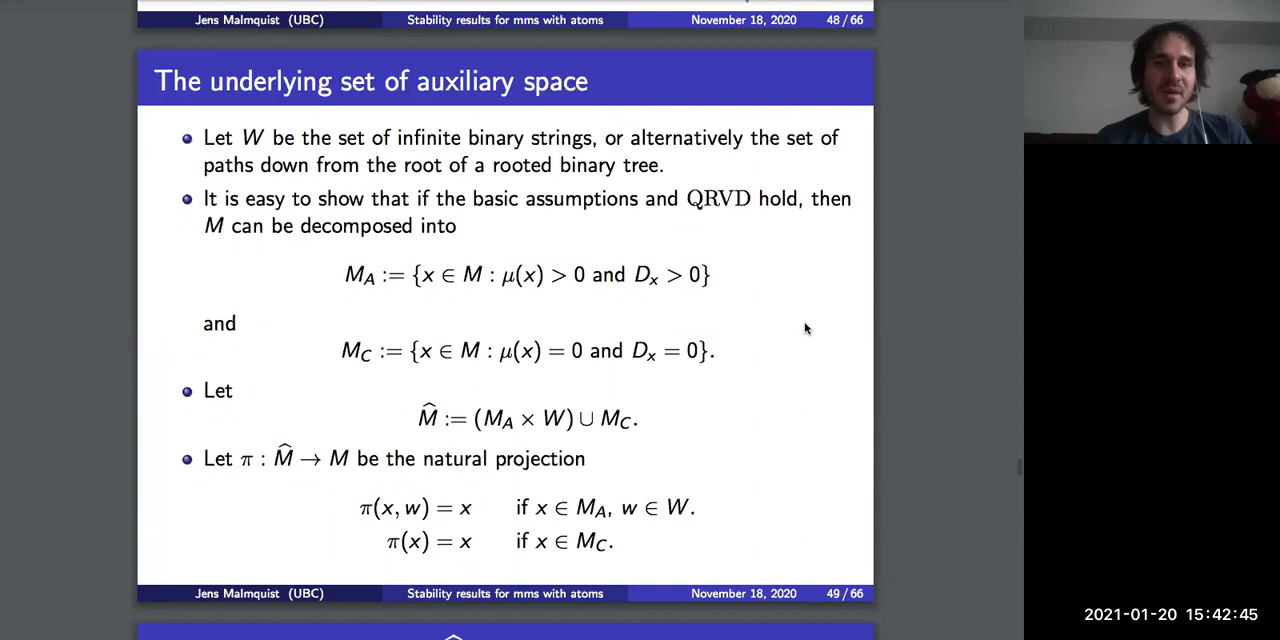 Jens Malmquist (UBC) Stability results for mms with atoms November 18, 2020 48 / 66
The underlying set of auxiliary space
Let W be the set of infinite binary strings, or alternatively the set of
paths down from the root of a rooted binary tree.
It is easy to show that if the basic assumptions and QRVD hold, then
M can be decomposed into
M_A := {x ∈ M : μ(x) > 0 and D_x > 0}
and
M_C := {x ∈ M : μ(x) = 0 and D_x = 0}.
Let
M̂ := (M_A × W) ∪ M_C.
Let π : M̂ → M be the natural projection
π(x, w) = x if x ∈ M_A, w ∈ W.
π(x) = x if x ∈ M_C.
Jens Malmquist (UBC) Stability results for mms with atoms November 18, 2020 49 / 66
2021-01-20 15:42:45